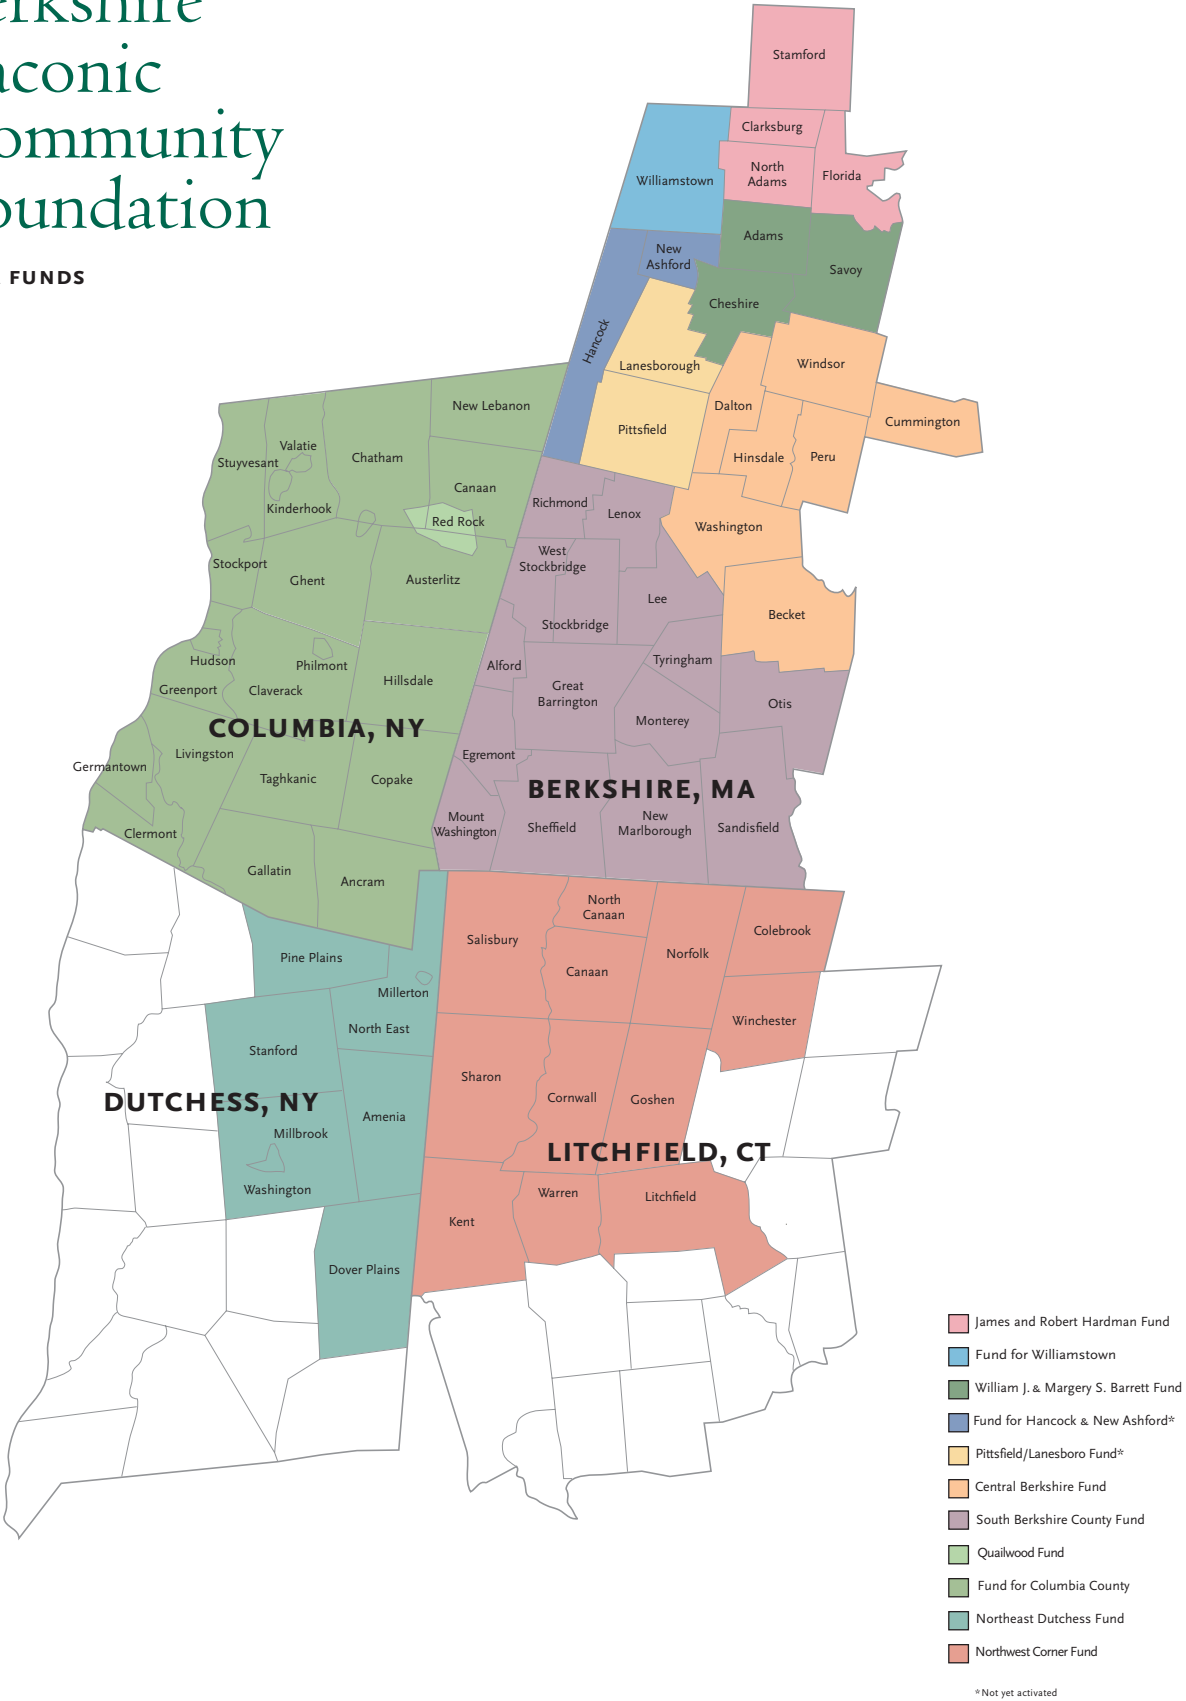 erkshire
aconic
ommunity
oundation
FUNDS
Stamford
Clarksburg
North
Adams
Florida
Williamstown
Adams
New
Ashford
Savoy
Cheshire
Hancock
Lanesborough
Windsor
New Lebanon
Dalton
Cummington
Pittsfield
Valatie
Chatham
Stuyvesant
Hinsdale
Peru
Canaan
Kinderhook
Richmond
Lenox
Red Rock
Washington
West
Stockbridge
Stockport
Ghent
Austerlitz
Lee
Becket
Stockbridge
Hudson
Philmont
Alford
Tyringham
Greenport
Claverack
Hillsdale
Great
Barrington
Otis
Monterey
COLUMBIA, NY
Livingston
Egremont
Germantown
Taghkanic
Copake
BERKSHIRE, MA
Mount
Washington
Sheffield
New
Marlborough
Sandisfield
Clermont
Gallatin
Ancram
North
Canaan
Salisbury
Colebrook
Pine Plains
Norfolk
Canaan
Millerton
Winchester
North East
Stanford
Sharon
Cornwall
Goshen
DUTCHESS, NY
Amenia
Millbrook
LITCHFIELD, CT
Washington
Warren
Litchfield
Kent
Dover Plains
James and Robert Hardman Fund
Fund for Williamstown
William J. & Margery S. Barrett Fund
Fund for Hancock & New Ashford*
Pittsfield/Lanesboro Fund*
Central Berkshire Fund
South Berkshire County Fund
Quailwood Fund
Fund for Columbia County
Northeast Dutchess Fund
Northwest Corner Fund
*Not yet activated